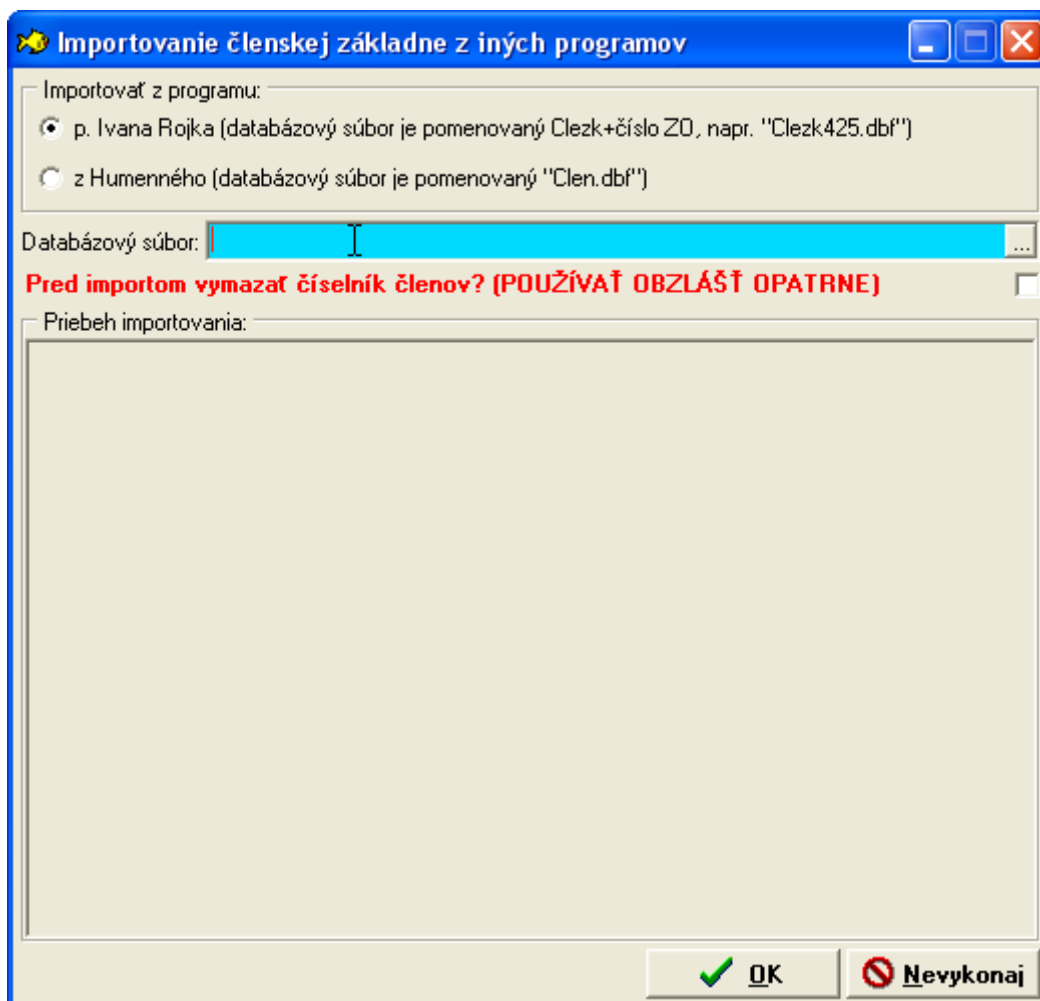 Importovanie členskej základne z iných programov
Importovať z programu:
p. Ivana Rojka (databázový súbor je pomenovaný Clezk+číslo ZO, napr. "Clezk425.dbf")
z Humenného (databázový súbor je pomenovaný "Clen.dbf")
Databázový súbor: ...
Pred importom vymazať číselník členov? (POUŽÍVAŤ OBZLÁŠŤ OPATRNE)
Priebeh importovania:
OK Nevykonaj